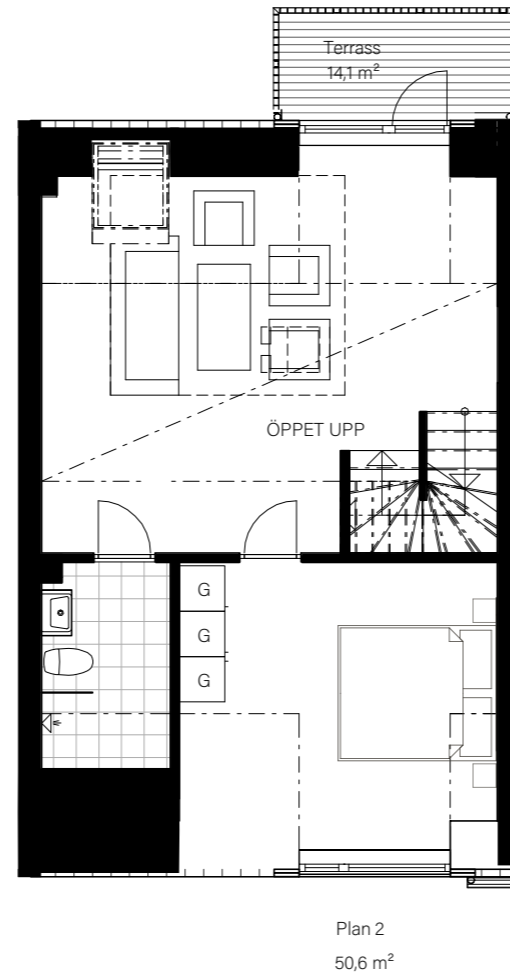 Terrass
14,1 m²
ÖPPET UPP
G
G
G
Plan 2
50,6 m²